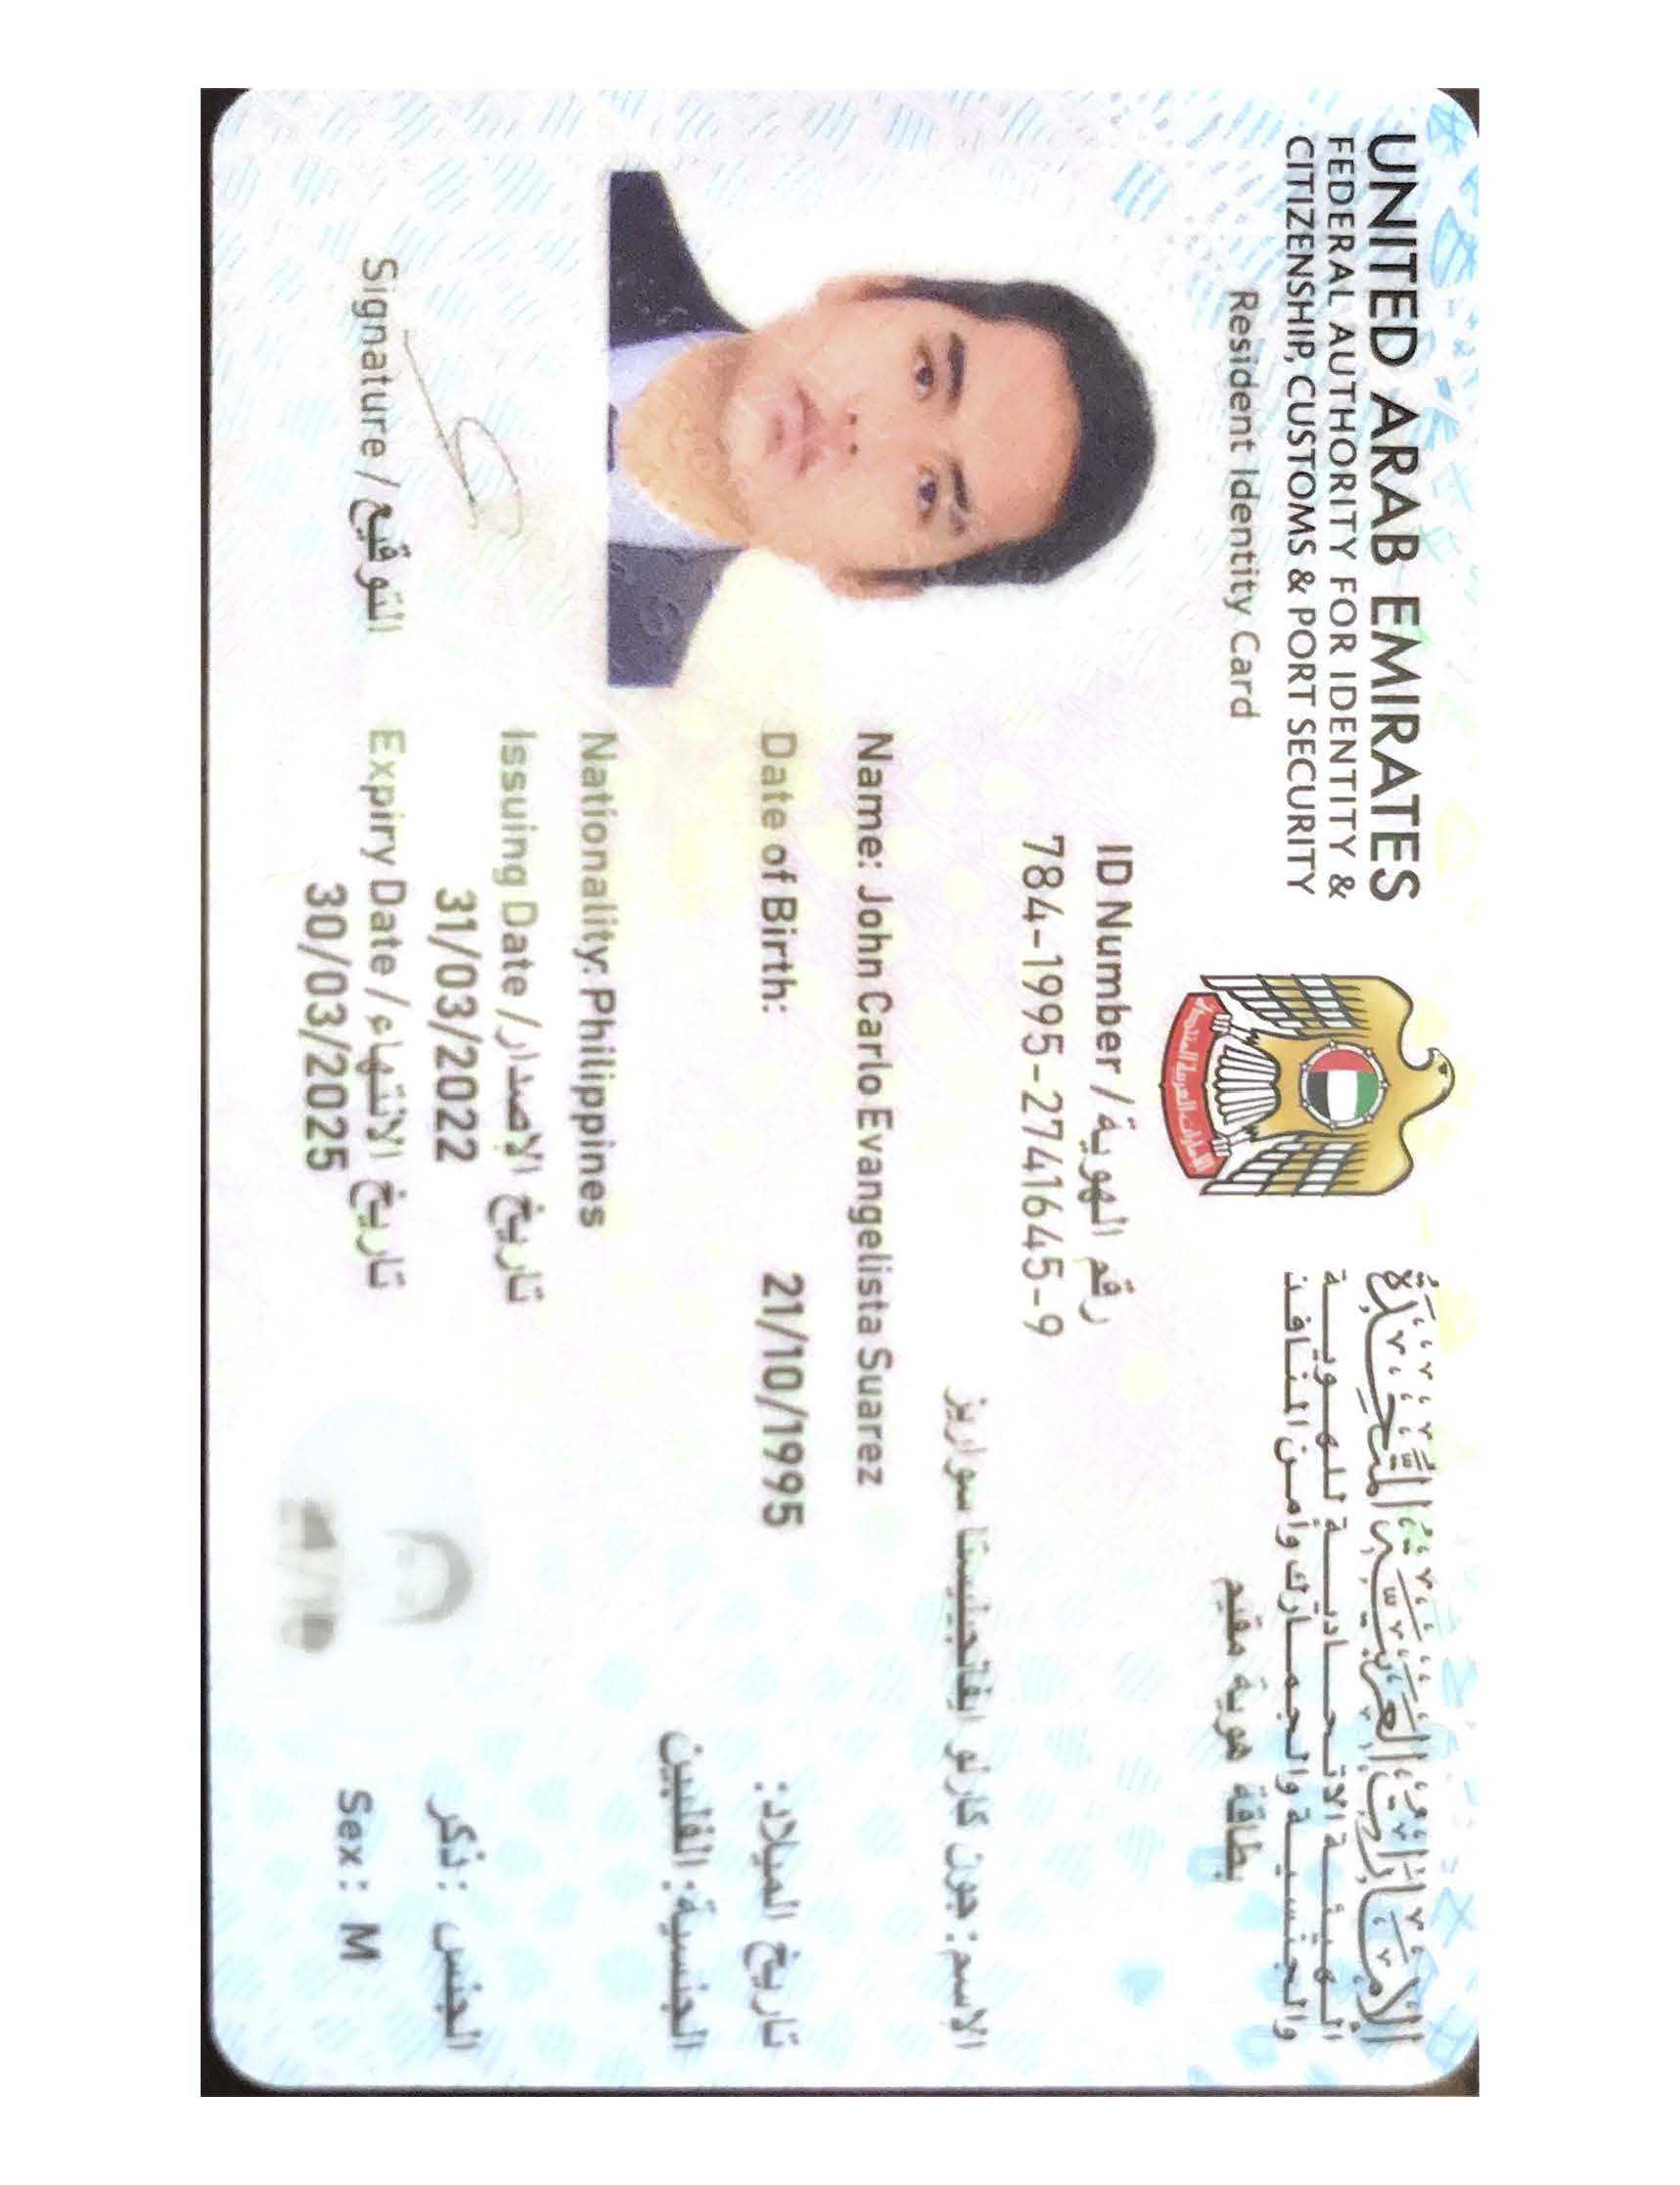 UNITED ARAB EMIRATES
FEDERAL AUTHORITY FOR IDENTITY &
CITIZENSHIP, CUSTOMS & PORT SECURITY
Resident Identity Card
الإمارات العربية المتحدة
الهيئة الاتحادية للهوية
والجنسية والجمارك وأمن المنافذ
بطاقة هوية مقيم
الإمارات العربية المتحدة
ID Number / رقم الهوية
784-1995-2741645-9
الاسم: جون كارلو ايفانجيليستا سواريز
Name: John Carlo Evangelista Suarez
Date of Birth: 21/10/1995 تاريخ الميلاد:
الجنسية: الفلبين
Nationality: Philippines
Issuing Date / تاريخ الإصدار
31/03/2022
Expiry Date / تاريخ الانتهاء
30/03/2025
Signature / التوقيع
الجنس : ذكر
Sex: M